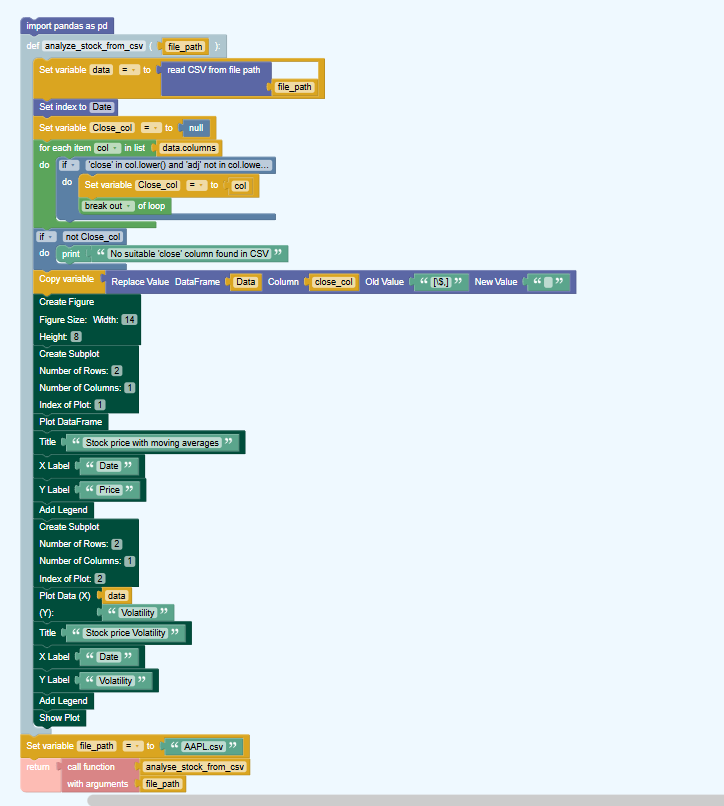 import pandas as pd
def analyze_stock_from_csv ( file_path ):
Set variable data = to read CSV from file path
file_path
Set index to Date
Set variable Close_col = to null
for each item col in list data.columns
do if 'close' in col.lower() and 'adj' not in col.lowe...
do Set variable Close_col = to col
break out of loop
if not Close_col
do print “ No suitable 'close' column found in CSV ”
Copy variable Replace Value DataFrame Data Column close_col Old Value “ [\$,] ” New Value “ ”
Create Figure
Figure Size: Width: 14
Height: 8
Create Subplot
Number of Rows: 2
Number of Columns: 1
Index of Plot: 1
Plot DataFrame
Title “ Stock price with moving averages ”
X Label “ Date ”
Y Label “ Price ”
Add Legend
Create Subplot
Number of Rows: 2
Number of Columns: 1
Index of Plot: 2
Plot Data (X) data
(Y): “ Volatility ”
Title “ Stock price Volatility ”
X Label “ Date ”
Y Label “ Volatility ”
Add Legend
Show Plot
Set variable file_path = to “ AAPL.csv ”
return call function analyse_stock_from_csv
with arguments file_path